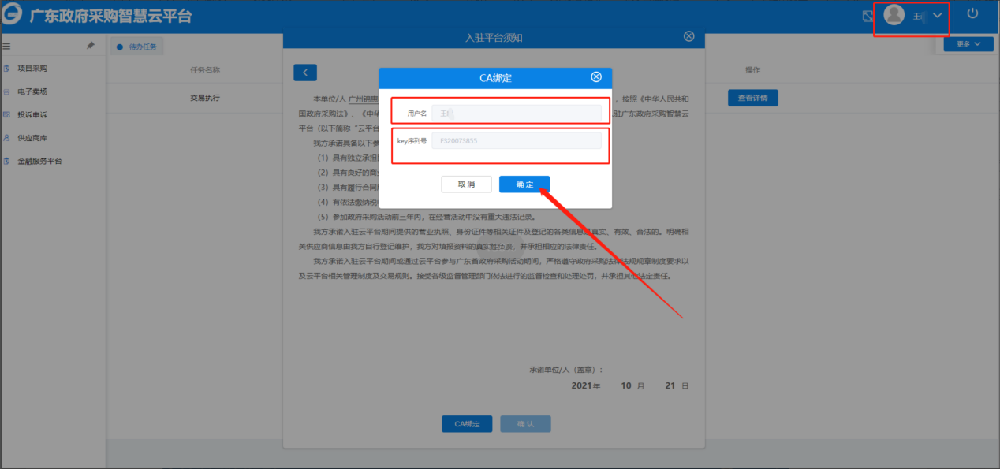 广东政府采购智慧云平台
王
更多
入驻平台须知
待办任务
项目采购
电子卖场
投诉申诉
供应商库
金融服务平台
任务名称
操作
交易执行
查看详情
CA绑定
用户名 王
key序列号 F320073855
取消 确定
本单位/人 广州锦惠 ，按照《中华人民共和
国政府采购法》、《中华 驻广东政府采购智慧云
平台（以下简称“云平台
我方承诺具备以下参
（1）具有独立承担
（2）具有良好的商业
（3）具有履行合同
（4）有依法缴纳税
（5）参加政府采购活动前三年内，在经营活动中没有重大违法记录。
我方承诺入驻云平台期间提供的营业执照、身份证件等相关证件及登记的各类信息是真实、有效、合法的。明确相
关供应商信息由我方自行登记维护，我方对填报资料的真实性负责，并承担相应的法律责任。
我方承诺入驻云平台期间或通过云平台参与广东省政府采购活动期间，严格遵守政府采购法律法规规章制度要求以
及云平台相关管理制度及交易规则。接受各级监督管理部门依法进行的监督检查和处理处罚，并承担其他法定责任。
承诺单位/人（盖章）：
2021年 10 月 21 日
CA绑定 确认